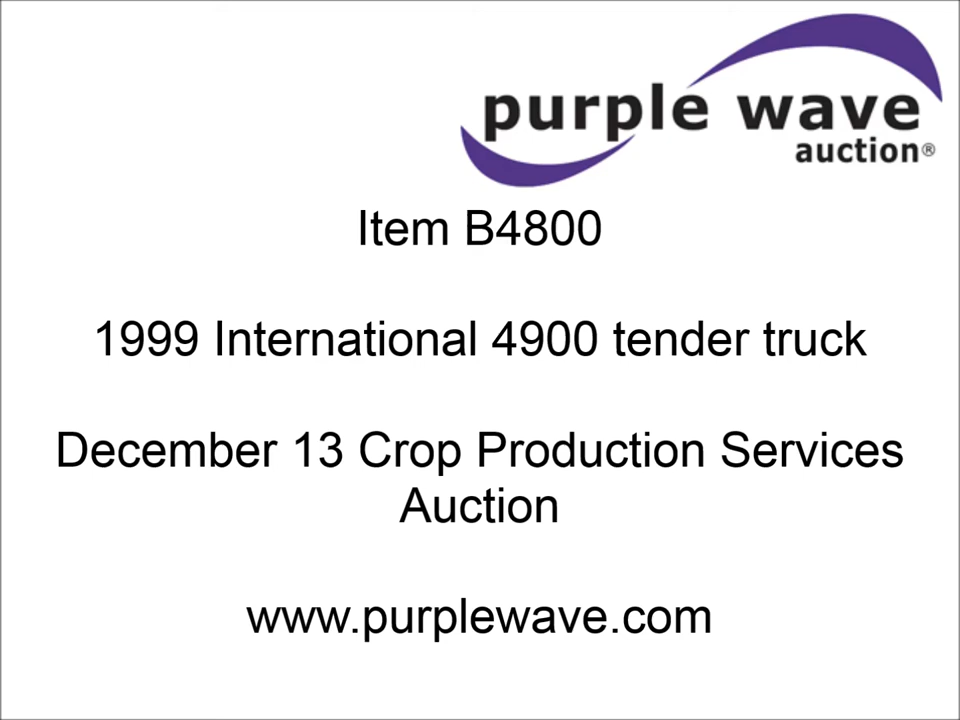 purple wave
auction®
Item B4800
1999 International 4900 tender truck
December 13 Crop Production Services
Auction
www.purplewave.com